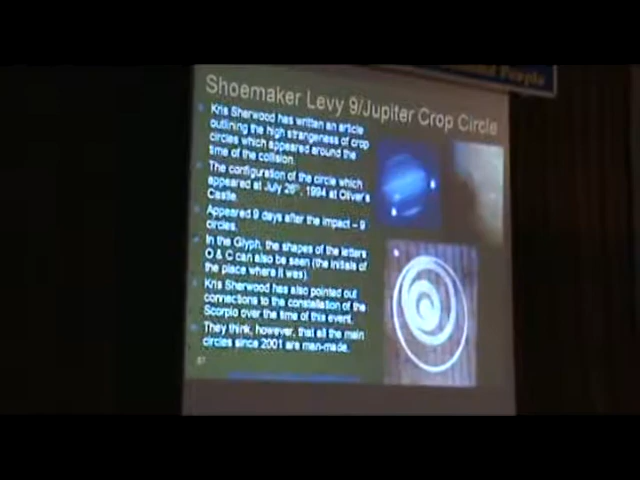 People
Shoemaker Levy 9/Jupiter Crop Circle
Kris Sherwood has written an article
outlining the high strangeness of crop
circles which appeared around the
time of the collision.
The configuration of the circle which
appeared at July 26th, 1994 at Oliver's
Castle.
Appeared 9 days after the impact – 9
circles.
In the Glyph, the shapes of the letters
O & C can also be seen (the initials of
the place where it was).
Kris Sherwood has also pointed out
connections to the constellation of the
Scorpio over the time of this event.
They think, however, that all the main
circles since 2001 are man-made.